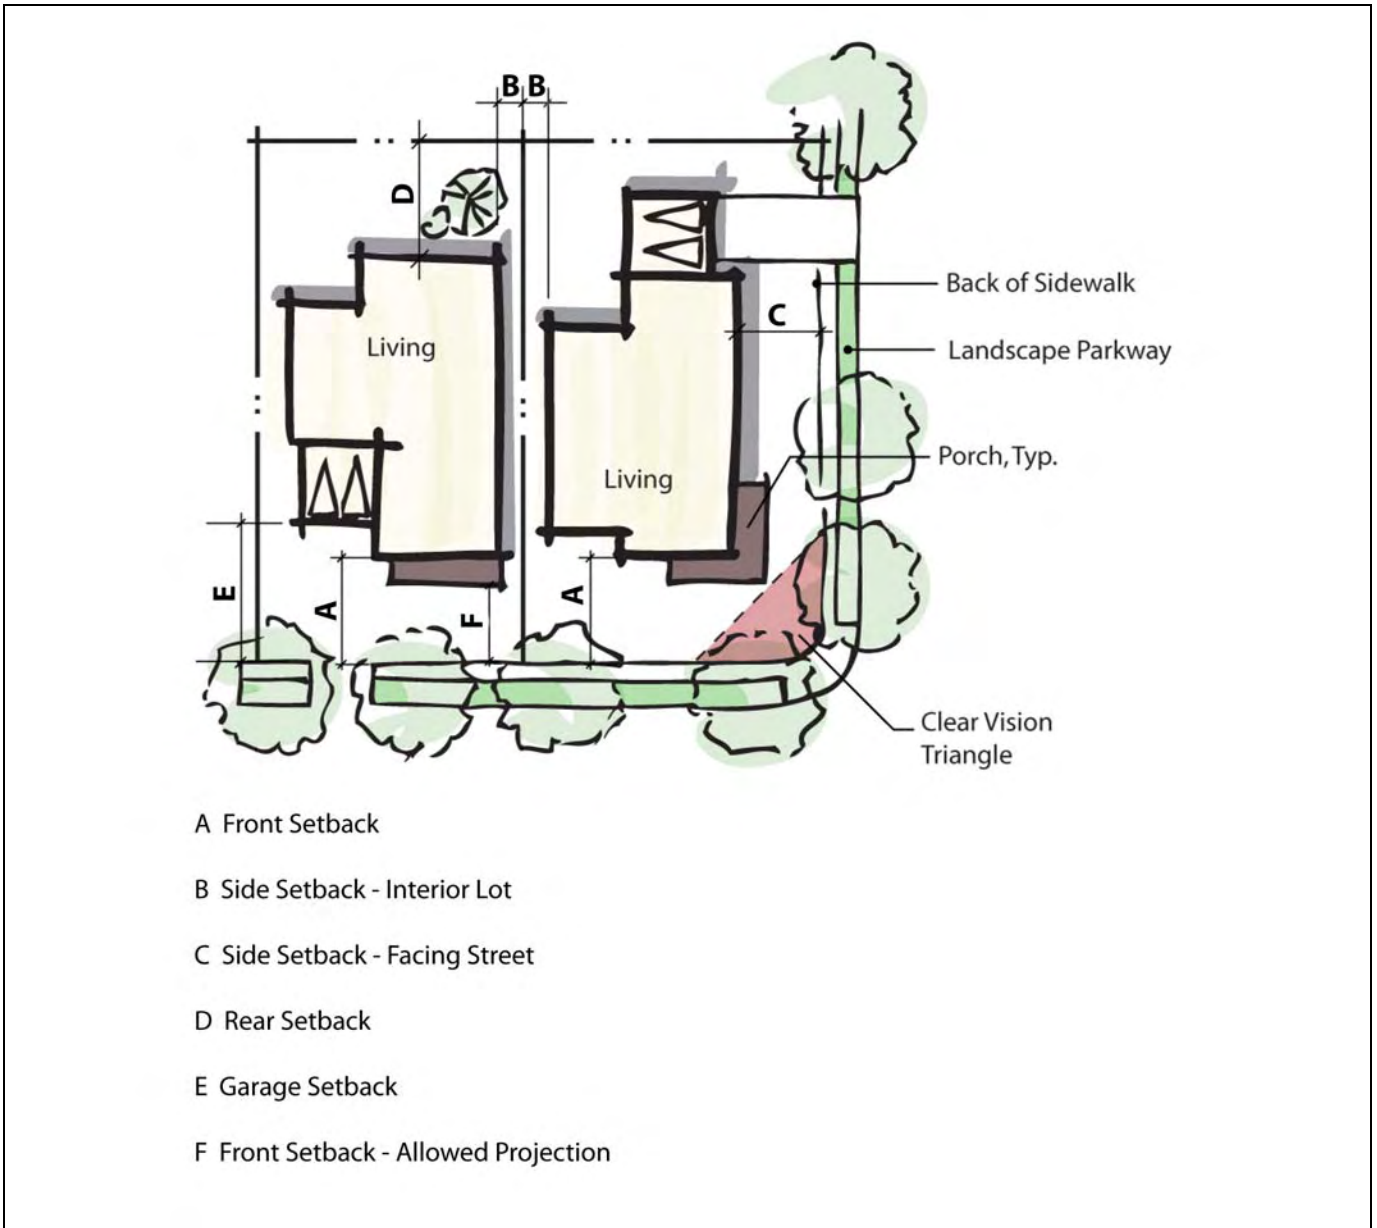 B B
D
Living
Back of Sidewalk
C
Landscape Parkway
Porch, Typ.
Living
E
A
F
A
Clear Vision
Triangle
A Front Setback
B Side Setback - Interior Lot
C Side Setback - Facing Street
D Rear Setback
E Garage Setback
F Front Setback - Allowed Projection